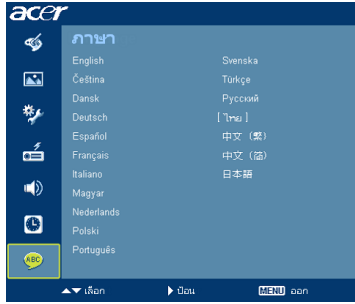 acer
ภาษา
English
Čeština
Dansk
Deutsch
Español
Français
Italiano
Magyar
Nederlands
Polski
Português
Svenska
Türkçe
Русский
[ ไทย ]
中文 (繁)
中文 (简)
日本語
ABC
▲▼ เลือก
▶ ป้อน
MENU ออก